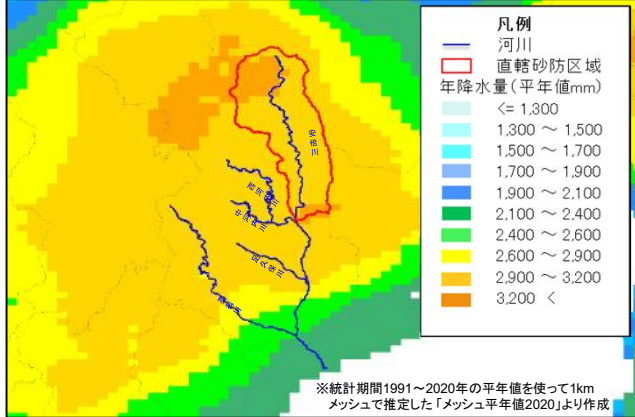 凡例
河川
直轄砂防区域
年降水量(平年値mm)
<= 1,300
1,300 ~ 1,500
1,500 ~ 1,700
1,700 ~ 1,900
1,900 ~ 2,100
2,100 ~ 2,400
2,400 ~ 2,600
2,600 ~ 2,900
2,900 ~ 3,200
3,200 <
安倍川
※統計期間1991~2020年の平年値を使って1km
メッシュで推定した「メッシュ平年値2020」より作成